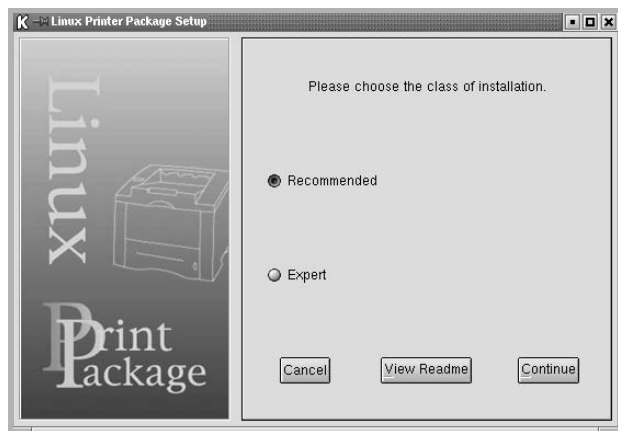 Linux Printer Package Setup
Linux
Print
Package
Please choose the class of installation.
Recommended
Expert
Cancel
View Readme
Continue